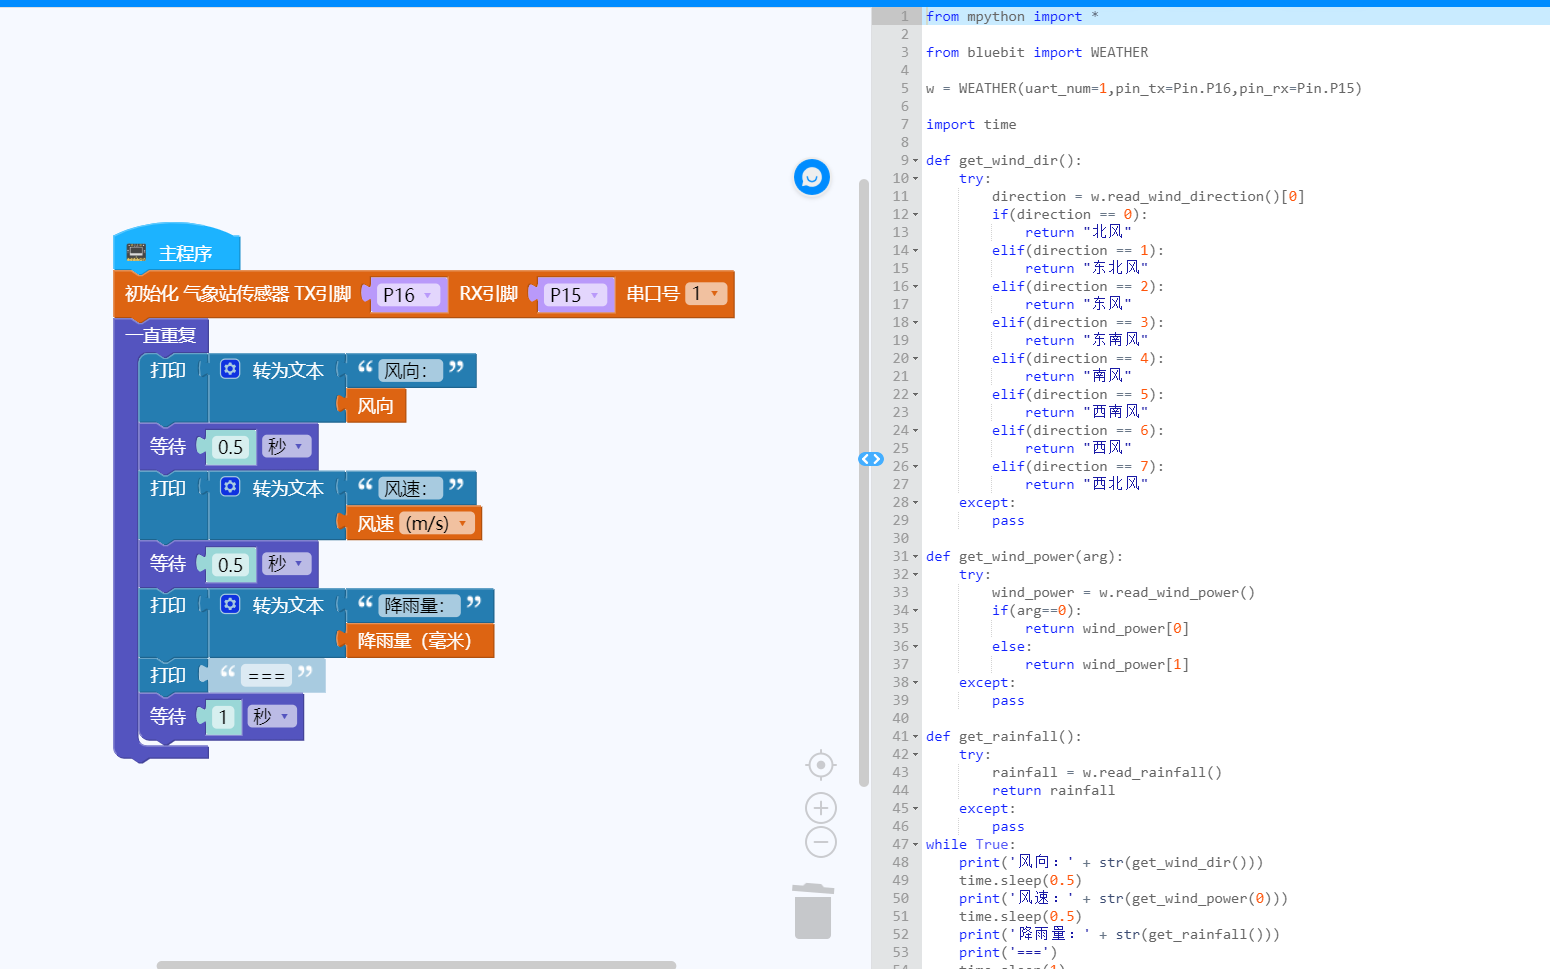 主程序
初始化 气象站传感器 TX引脚 P16 RX引脚 P15 串口号 1
一直重复
打印 转为文本 “ 风向： ”
风向
等待 0.5 秒
打印 转为文本 “ 风速： ”
风速 (m/s)
等待 0.5 秒
打印 转为文本 “ 降雨量： ”
降雨量（毫米）
打印 “ === ”
等待 1 秒
1 from mpython import *
2
3 from bluebit import WEATHER
4
5 w = WEATHER(uart_num=1,pin_tx=Pin.P16,pin_rx=Pin.P15)
6
7 import time
8
9 def get_wind_dir():
10     try:
11         direction = w.read_wind_direction()[0]
12         if(direction == 0):
13             return "北风"
14         elif(direction == 1):
15             return "东北风"
16         elif(direction == 2):
17             return "东风"
18         elif(direction == 3):
19             return "东南风"
20         elif(direction == 4):
21             return "南风"
22         elif(direction == 5):
23             return "西南风"
24         elif(direction == 6):
25             return "西风"
26         elif(direction == 7):
27             return "西北风"
28     except:
29         pass
30
31 def get_wind_power(arg):
32     try:
33         wind_power = w.read_wind_power()
34         if(arg==0):
35             return wind_power[0]
36         else:
37             return wind_power[1]
38     except:
39         pass
40
41 def get_rainfall():
42     try:
43         rainfall = w.read_rainfall()
44         return rainfall
45     except:
46         pass
47 while True:
48     print('风向：' + str(get_wind_dir()))
49     time.sleep(0.5)
50     print('风速：' + str(get_wind_power(0)))
51     time.sleep(0.5)
52     print('降雨量：' + str(get_rainfall()))
53     print('===')
54     time.sleep(1)